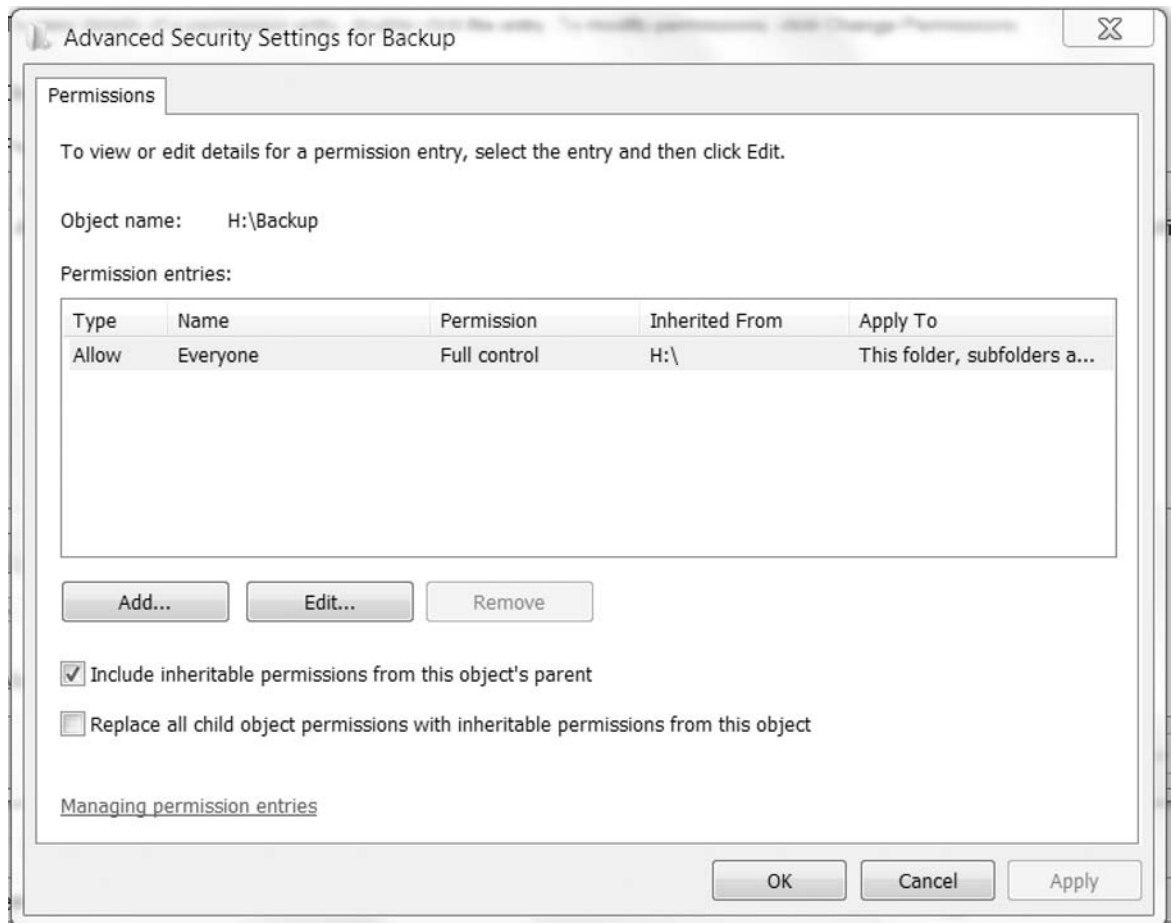 Advanced Security Settings for Backup
Permissions
To view or edit details for a permission entry, select the entry and then click Edit.
Object name: H:\Backup
Permission entries:
Type Name Permission Inherited From Apply To
Allow Everyone Full control H:\ This folder, subfolders a...
Add... Edit... Remove
Include inheritable permissions from this object's parent
Replace all child object permissions with inheritable permissions from this object
Managing permission entries
OK Cancel Apply